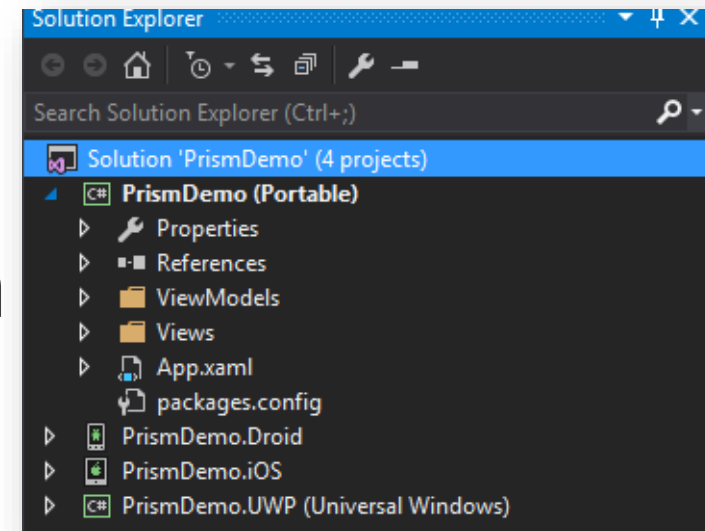 Solution Explorer
Search Solution Explorer (Ctrl+;)
Solution 'PrismDemo' (4 projects)
C# PrismDemo (Portable)
Properties
References
ViewModels
Views
App.xaml
packages.config
PrismDemo.Droid
PrismDemo.iOS
C# PrismDemo.UWP (Universal Windows)